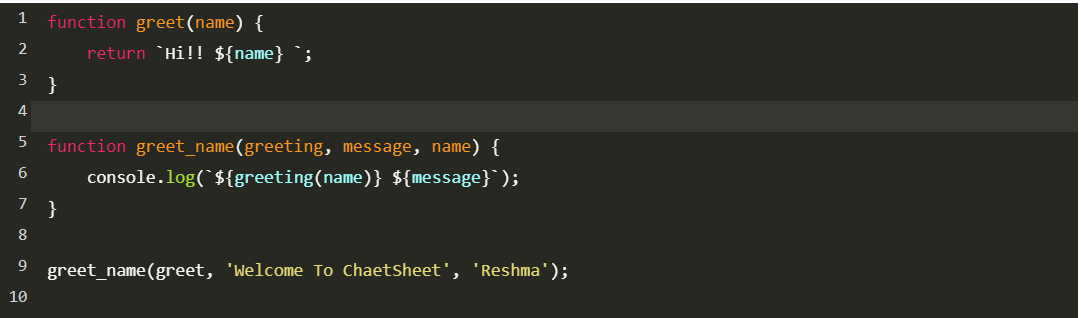 1 function greet(name) {
2     return `Hi!! ${name} `;
3 }
4
5 function greet_name(greeting, message, name) {
6     console.log(`${greeting(name)} ${message}`);
7 }
8
9 greet_name(greet, 'Welcome To ChaetSheet', 'Reshma');
10